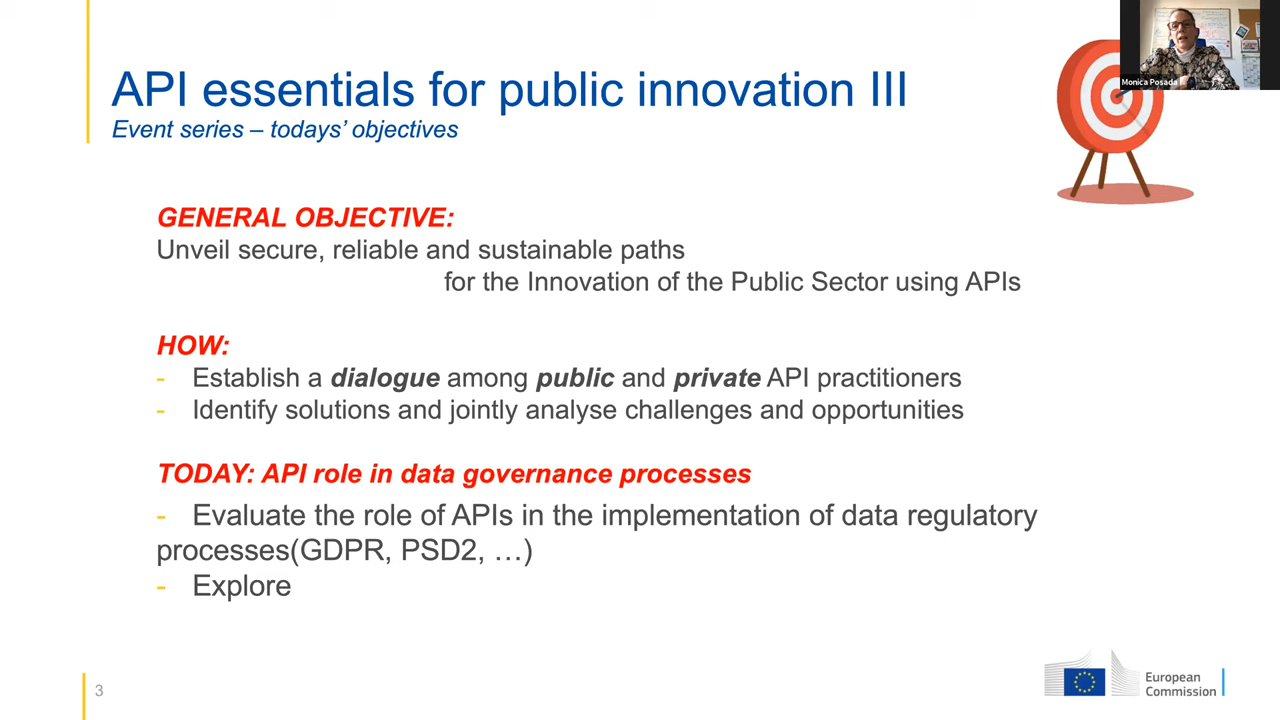 API essentials for public innovation III
Event series – todays’ objectives
Monica Posada
GENERAL OBJECTIVE:
Unveil secure, reliable and sustainable paths
for the Innovation of the Public Sector using APIs
HOW:
- Establish a dialogue among public and private API practitioners
- Identify solutions and jointly analyse challenges and opportunities
TODAY: API role in data governance processes
- Evaluate the role of APIs in the implementation of data regulatory
processes(GDPR, PSD2, …)
- Explore
3
European
Commission